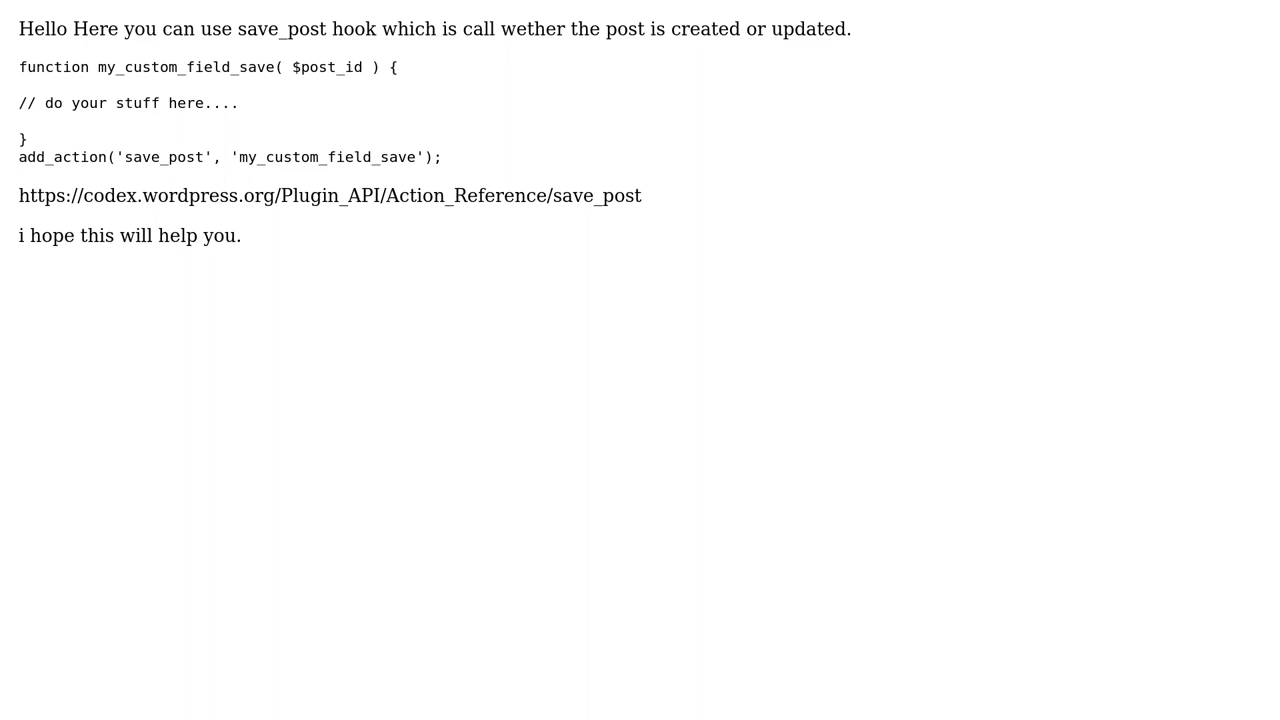 Hello Here you can use save_post hook which is call wether the post is created or updated.
function my_custom_field_save( $post_id ) {
// do your stuff here....
}
add_action('save_post', 'my_custom_field_save');
https://codex.wordpress.org/Plugin_API/Action_Reference/save_post
i hope this will help you.